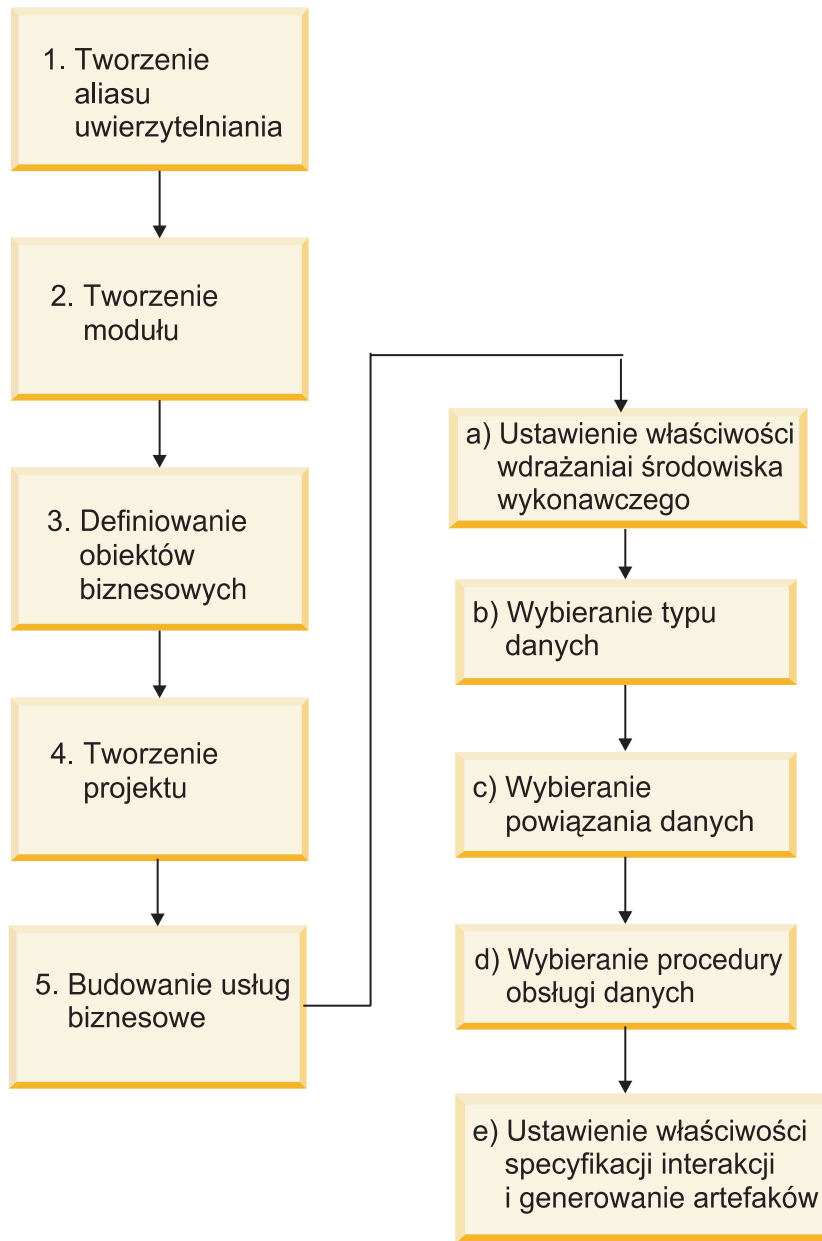 1. Tworzenie
aliasu
uwierzytelniania
2. Tworzenie
modułu
3. Definiowanie
obiektów
biznesowych
4. Tworzenie
projektu
5. Budowanie usług
biznesowe
a) Ustawienie właściwości
wdrażaniai środowiska
wykonawczego
b) Wybieranie typu
danych
c) Wybieranie
powiązania danych
d) Wybieranie procedury
obsługi danych
e) Ustawienie właściwości
specyfikacji interakcji
i generowanie artefaków